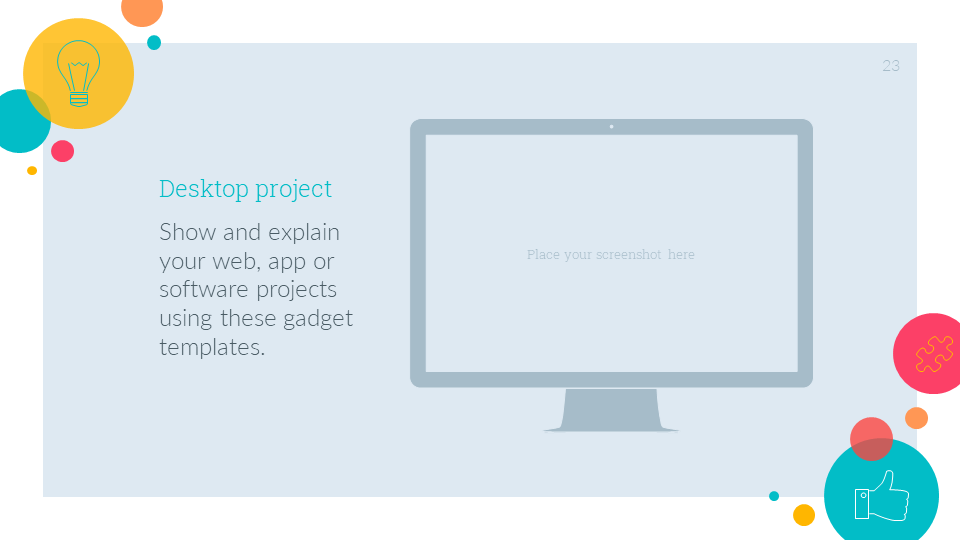 23
Desktop project
Show and explain
your web, app or
software projects
using these gadget
templates.
Place your screenshot here